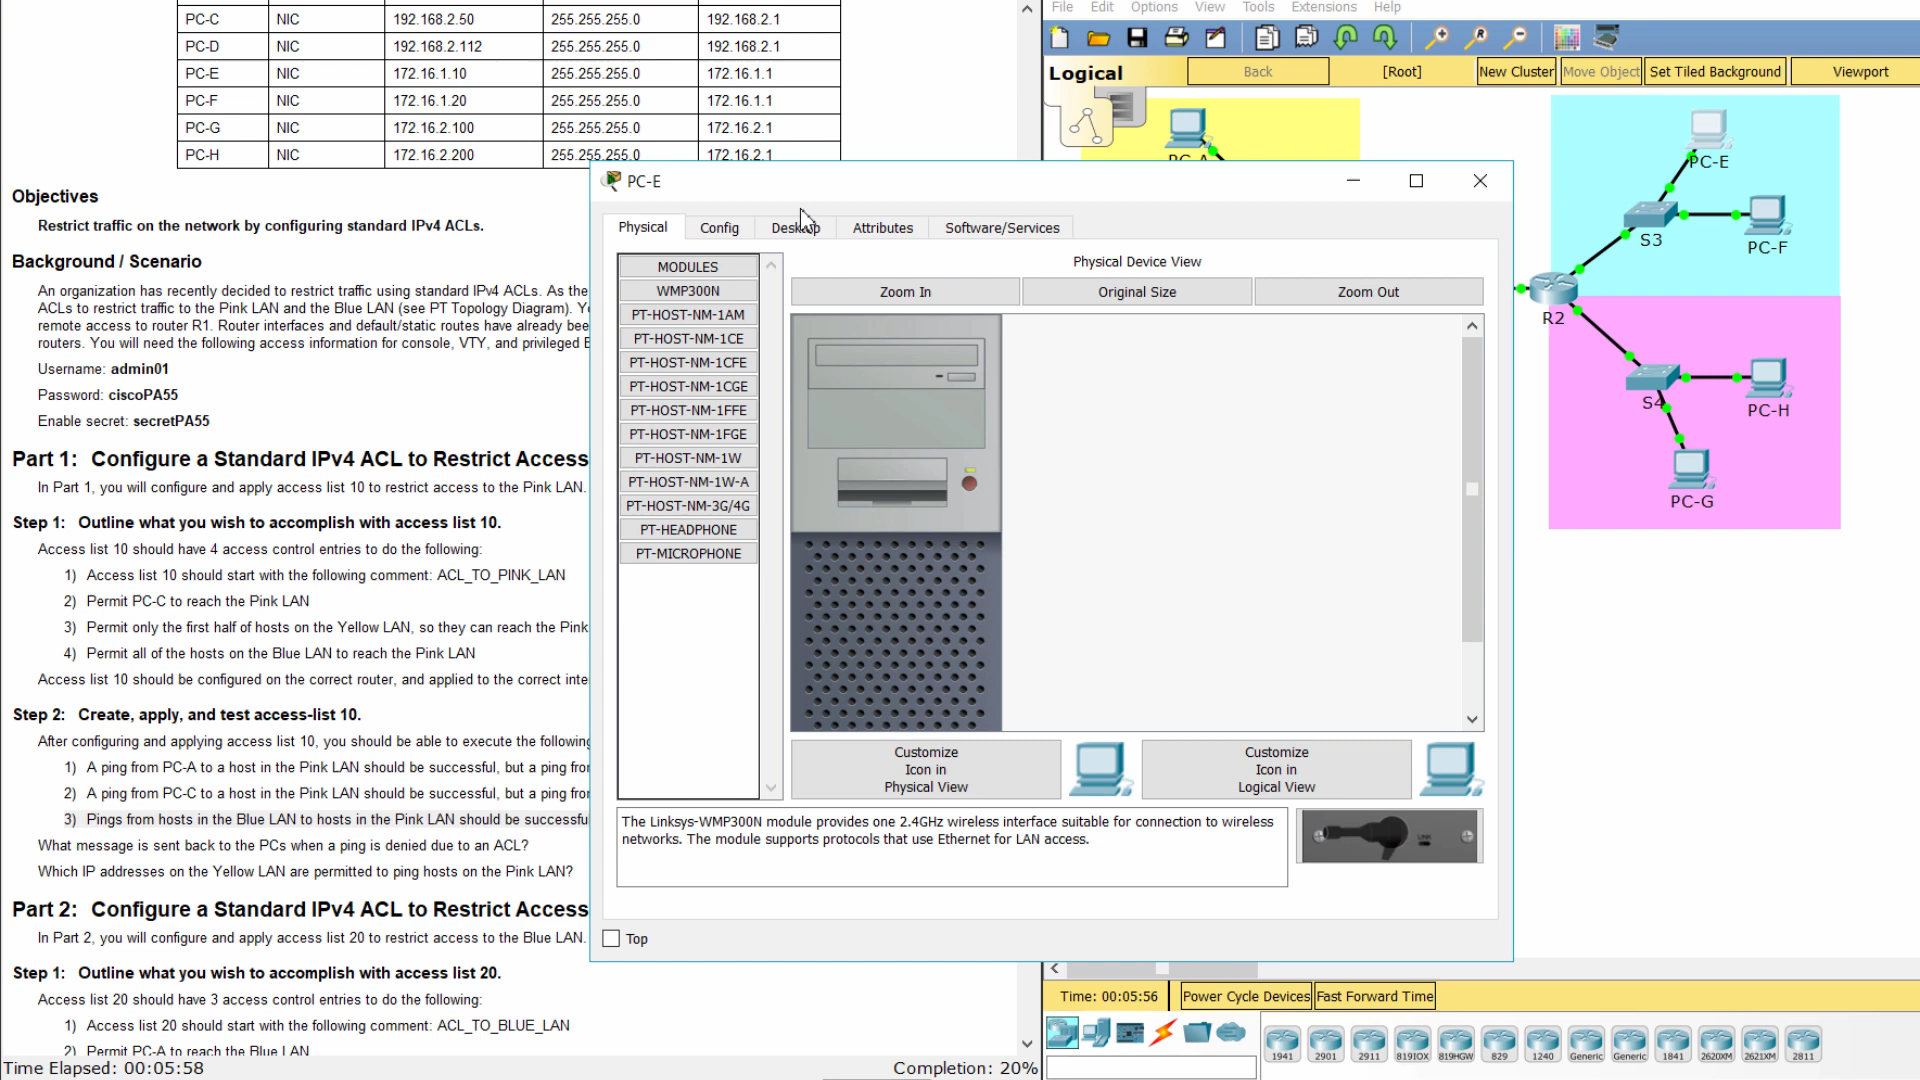 PC-C NIC 192.168.2.50 255.255.255.0 192.168.2.1
PC-D NIC 192.168.2.112 255.255.255.0 192.168.2.1
PC-E NIC 172.16.1.10 255.255.255.0 172.16.1.1
PC-F NIC 172.16.1.20 255.255.255.0 172.16.1.1
PC-G NIC 172.16.2.100 255.255.255.0 172.16.2.1
PC-H NIC 172.16.2.200 255.255.255.0 172.16.2.1
Objectives
Restrict traffic on the network by configuring standard IPv4 ACLs.
Background / Scenario
An organization has recently decided to restrict traffic using standard IPv4 ACLs. As the
ACLs to restrict traffic to the Pink LAN and the Blue LAN (see PT Topology Diagram).
remote access to router R1. Router interfaces and default/static routes have already
routers. You will need the following access information for console, VTY, and privileged
Username: admin01
Password: ciscoPA55
Enable secret: secretPA55
Part 1: Configure a Standard IPv4 ACL to Restrict Access
In Part 1, you will configure and apply access list 10 to restrict access to the Pink LAN.
Step 1: Outline what you wish to accomplish with access list 10.
Access list 10 should have 4 access control entries to do the following:
1) Access list 10 should start with the following comment: ACL_TO_PINK_LAN
2) Permit PC-C to reach the Pink LAN
3) Permit only the first half of hosts on the Yellow LAN, so they can reach the Pink
4) Permit all of the hosts on the Blue LAN to reach the Pink LAN
Access list 10 should be configured on the correct router, and applied to the correct
Step 2: Create, apply, and test access-list 10.
After configuring and applying access list 10, you should be able to execute the
1) A ping from PC-A to a host in the Pink LAN should be successful, but a ping
2) A ping from PC-C to a host in the Pink LAN should be successful, but a ping
3) Pings from hosts in the Blue LAN to hosts in the Pink LAN should be
What message is sent back to the PCs when a ping is denied due to an ACL?
Which IP addresses on the Yellow LAN are permitted to ping hosts on the Pink LAN?
Part 2: Configure a Standard IPv4 ACL to Restrict Access
In Part 2, you will configure and apply access list 20 to restrict access to the Blue LAN.
Step 1: Outline what you wish to accomplish with access list 20.
Access list 20 should have 3 access control entries to do the following:
1) Access list 20 should start with the following comment: ACL_TO_BLUE_LAN
2) Permit PC-A to reach the Blue LAN
Time Elapsed: 00:05:58 Completion: 20%
PC-E
Physical Config Desktop Attributes Software/Services
MODULES
WMP300N
PT-HOST-NM-1AM
PT-HOST-NM-1CE
PT-HOST-NM-1CFE
PT-HOST-NM-1CGE
PT-HOST-NM-1FFE
PT-HOST-NM-1FGE
PT-HOST-NM-1W
PT-HOST-NM-1W-A
PT-HOST-NM-3G/4G
PT-HEADPHONE
PT-MICROPHONE
Physical Device View
Zoom In Original Size Zoom Out
Customize
Icon in
Physical View
Customize
Icon in
Logical View
The Linksys-WMP300N module provides one 2.4GHz wireless interface suitable for connection to wireless
networks. The module supports protocols that use Ethernet for LAN access.
Top
File Edit Options View Tools Extensions Help
Logical Back [Root] New Cluster Move Object Set Tiled Background Viewport
PC-A
PC-E
S3
PC-F
R2
S4
PC-H
PC-G
Time: 00:05:56 Power Cycle Devices Fast Forward Time
1941 2901 2911 819IOX 819HGW 829 1240 Generic Generic 1841 2620XM 2621XM 2811